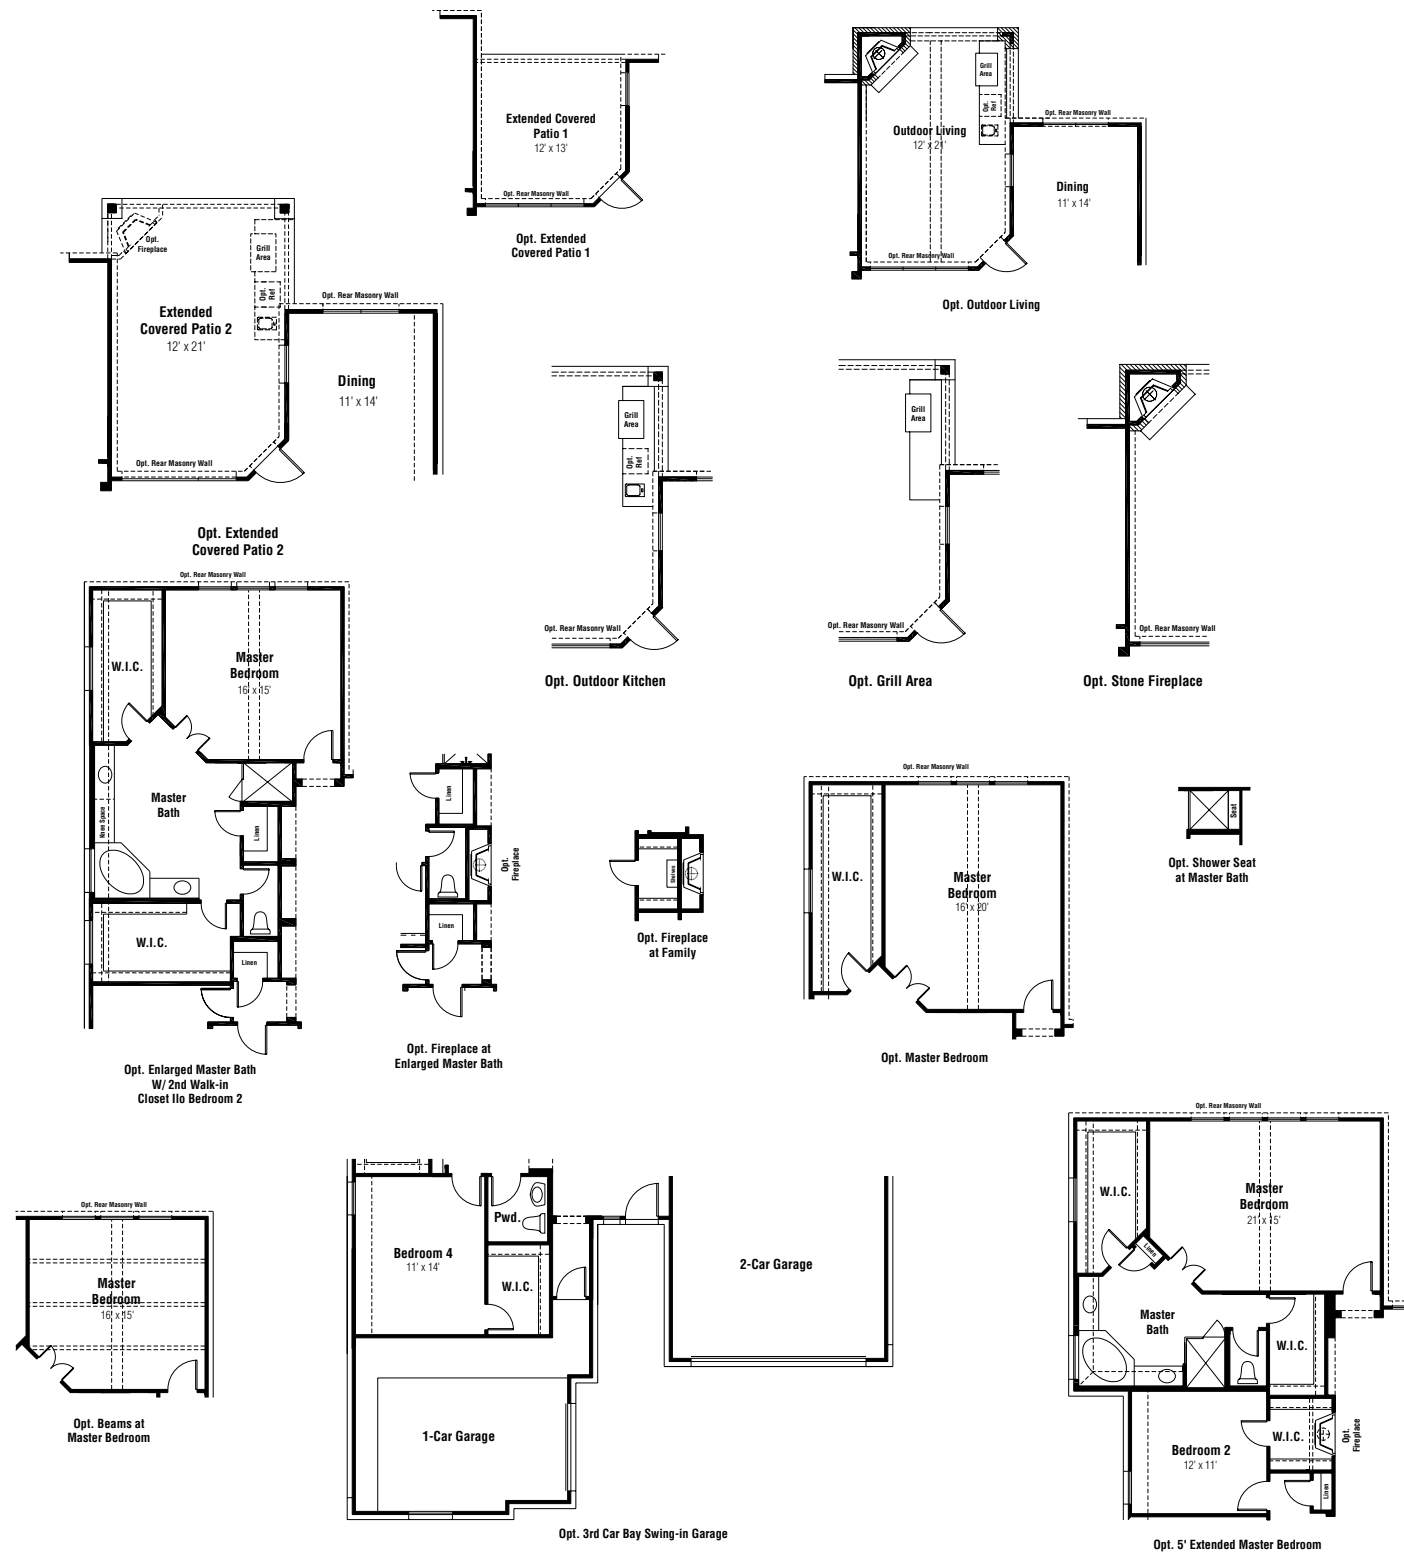 Extended Covered
Patio 1
12' x 13'
Opt. Rear Masonry Wall
Opt. Extended
Covered Patio 1
Grill
Area
Opt.
Ref
Outdoor Living
12' x 21'
Opt. Rear Masonry Wall
Dining
11' x 14'
Opt. Rear Masonry Wall
Opt. Outdoor Living
Opt.
Fireplace
Grill
Area
Opt.
Ref
Opt. Rear Masonry Wall
Extended
Covered Patio 2
12' x 21'
Dining
11' x 14'
Opt. Rear Masonry Wall
Opt. Extended
Covered Patio 2
Grill
Area
Opt.
Ref
Opt. Rear Masonry Wall
Opt. Outdoor Kitchen
Grill
Area
Opt. Rear Masonry Wall
Opt. Grill Area
Opt. Rear Masonry Wall
Opt. Stone Fireplace
Opt. Rear Masonry Wall
W.I.C.
Master
Bedroom
16' x 15'
Master
Bath
Knee Space
Linen
W.I.C.
Linen
Opt. Enlarged Master Bath
W/ 2nd Walk-in
Closet Ilo Bedroom 2
Linen
Opt.
Fireplace
Linen
Opt. Fireplace at
Enlarged Master Bath
Shelves
Opt. Fireplace
at Family
Opt. Rear Masonry Wall
W.I.C.
Master
Bedroom
16' x 20'
Opt. Master Bedroom
Seat
Opt. Shower Seat
at Master Bath
Opt. Rear Masonry Wall
Master
Bedroom
16' x 15'
Opt. Beams at
Master Bedroom
Pwd.
Bedroom 4
11' x 14'
W.I.C.
2-Car Garage
1-Car Garage
Opt. 3rd Car Bay Swing-in Garage
Opt. Rear Masonry Wall
W.I.C.
Master
Bedroom
21' x 15'
Linen
Master
Bath
W.I.C.
Bedroom 2
12' x 11'
W.I.C.
Opt.
Fireplace
Linen
Opt. 5' Extended Master Bedroom